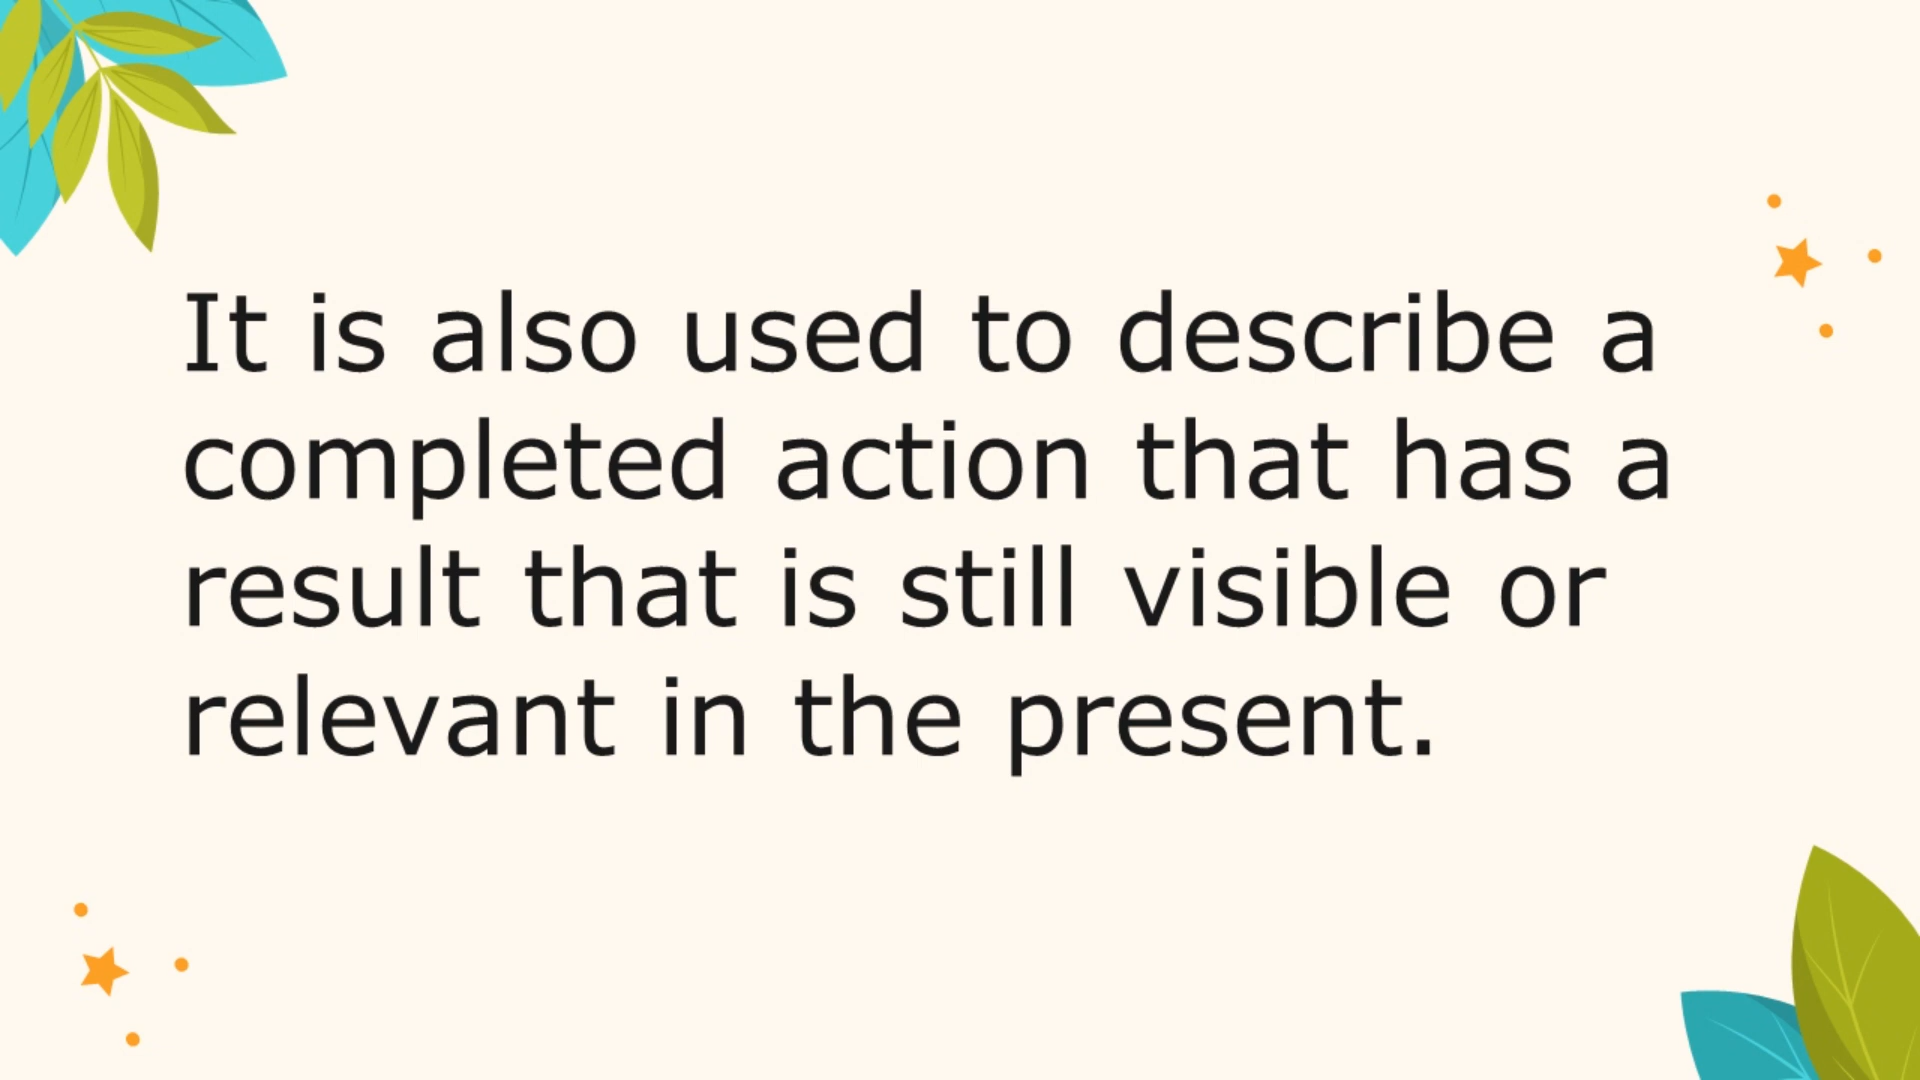 It is also used to describe a
completed action that has a
result that is still visible or
relevant in the present.